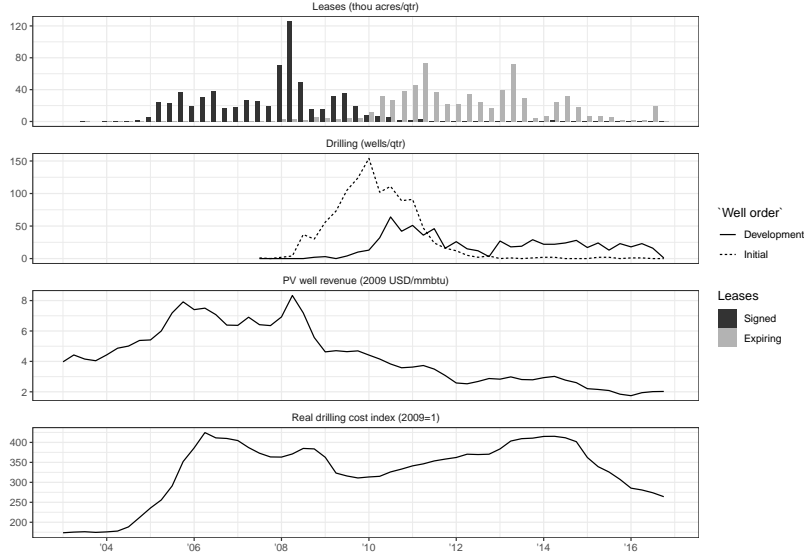 Leases (thou acres/qtr)
120
80
40
0
Drilling (wells/qtr)
150
100
50
0
`Well order`
Development
Initial
PV well revenue (2009 USD/mmbtu)
8
6
4
2
Leases
Signed
Expiring
Real drilling cost index (2009=1)
400
350
300
250
200
'04 '06 '08 '10 '12 '14 '16